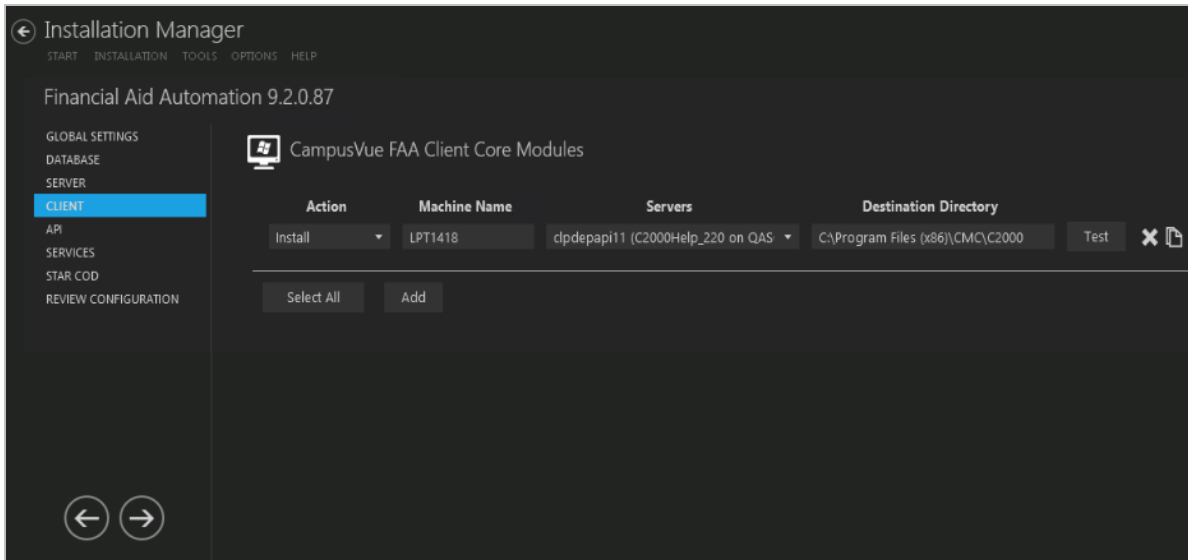 Installation Manager
START INSTALLATION TOOLS OPTIONS HELP
Financial Aid Automation 9.2.0.87
GLOBAL SETTINGS
DATABASE
SERVER
CLIENT
API
SERVICES
STAR COD
REVIEW CONFIGURATION
CampusVue FAA Client Core Modules
Action Machine Name Servers Destination Directory
Install LPT1418 clpdepapi11 (C2000Help_220 on QAS C:\Program Files (x86)\CMC\C2000 Test
Select All Add